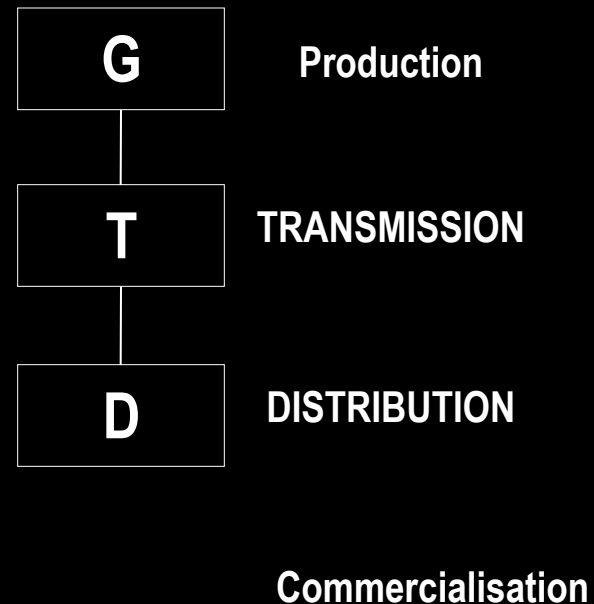 G Production
T TRANSMISSION
D DISTRIBUTION
Commercialisation